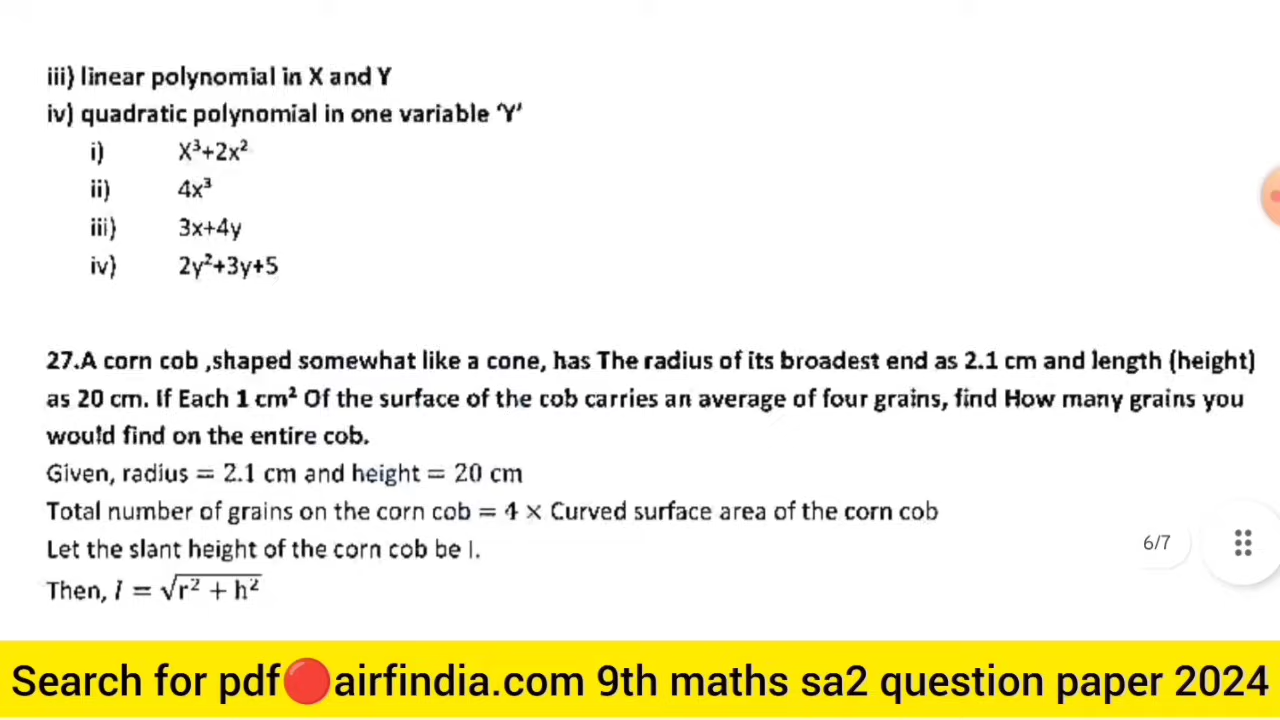 iii) linear polynomial in X and Y
iv) quadratic polynomial in one variable 'Y'
i) X³+2x²
ii) 4x³
iii) 3x+4y
iv) 2y²+3y+5
27.A corn cob ,shaped somewhat like a cone, has The radius of its broadest end as 2.1 cm and length (height)
as 20 cm. If Each 1 cm² Of the surface of the cob carries an average of four grains, find How many grains you
would find on the entire cob.
Given, radius = 2.1 cm and height = 20 cm
Total number of grains on the corn cob = 4 × Curved surface area of the corn cob
Let the slant height of the corn cob be l.
Then, l = √r² + h²
6/7
Search for pdf🔴airfindia.com 9th maths sa2 question paper 2024